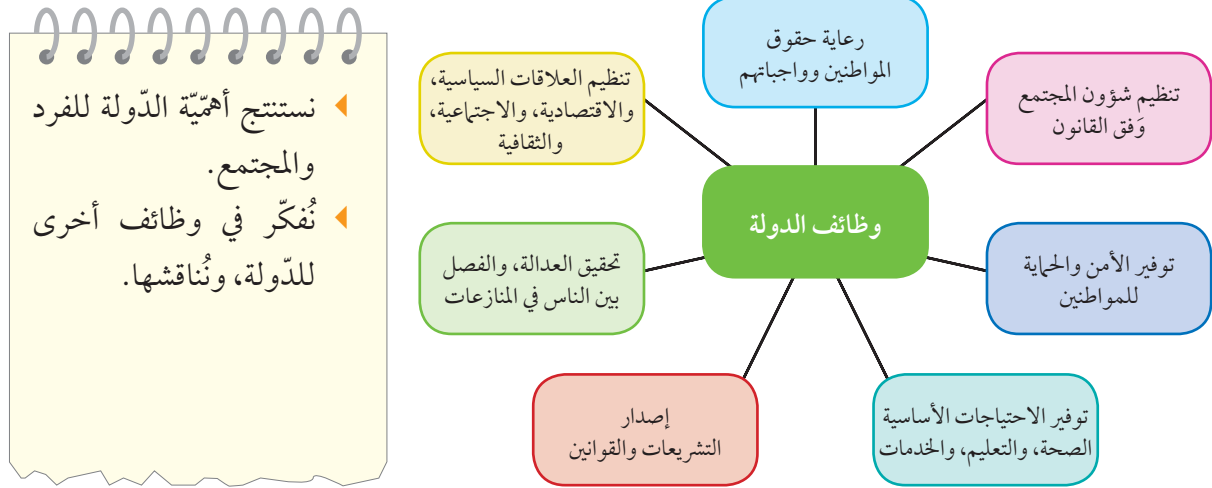 رعاية حقوق
المواطنين وواجباتهم
تنظيم شؤون المجتمع
وَفق القانون
تنظيم العلاقات السياسية،
والاقتصادية، والاجتماعية،
والثقافية
وظائف الدولة
توفير الأمن والحماية
للمواطنين
تحقيق العدالة، والفصل
بين الناس في المنازعات
توفير الاحتياجات الأساسية
الصحة، والتعليم، والخدمات
إصدار
التشريعات والقوانين
نستنتج أهمّيّة الدّولة للفرد
والمجتمع.
نُفكّر في وظائف أخرى
للدّولة، ونُناقشها.